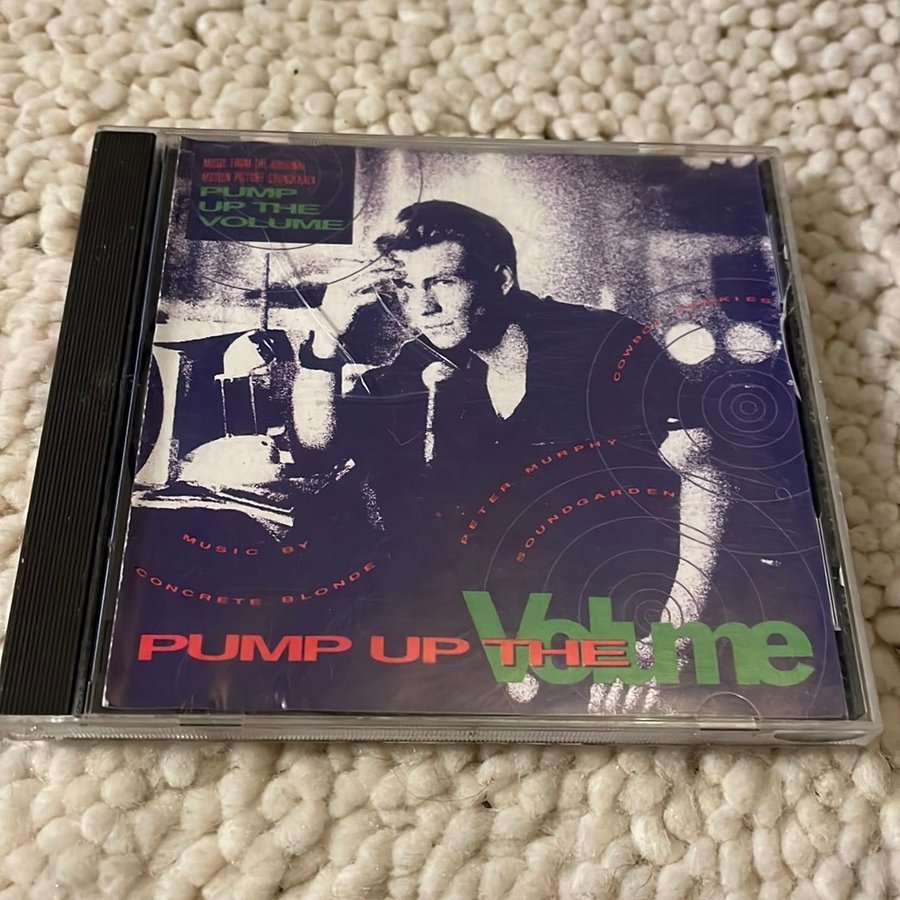 MUSIC FROM THE ORIGINAL
MOTION PICTURE SOUNDTRACK
PUMP
UP THE
VOLUME
COWBOY JUNKIES
PETER MURPHY
SOUNDGARDEN
MUSIC BY
CONCRETE BLONDE
PUMP UP THE Volume